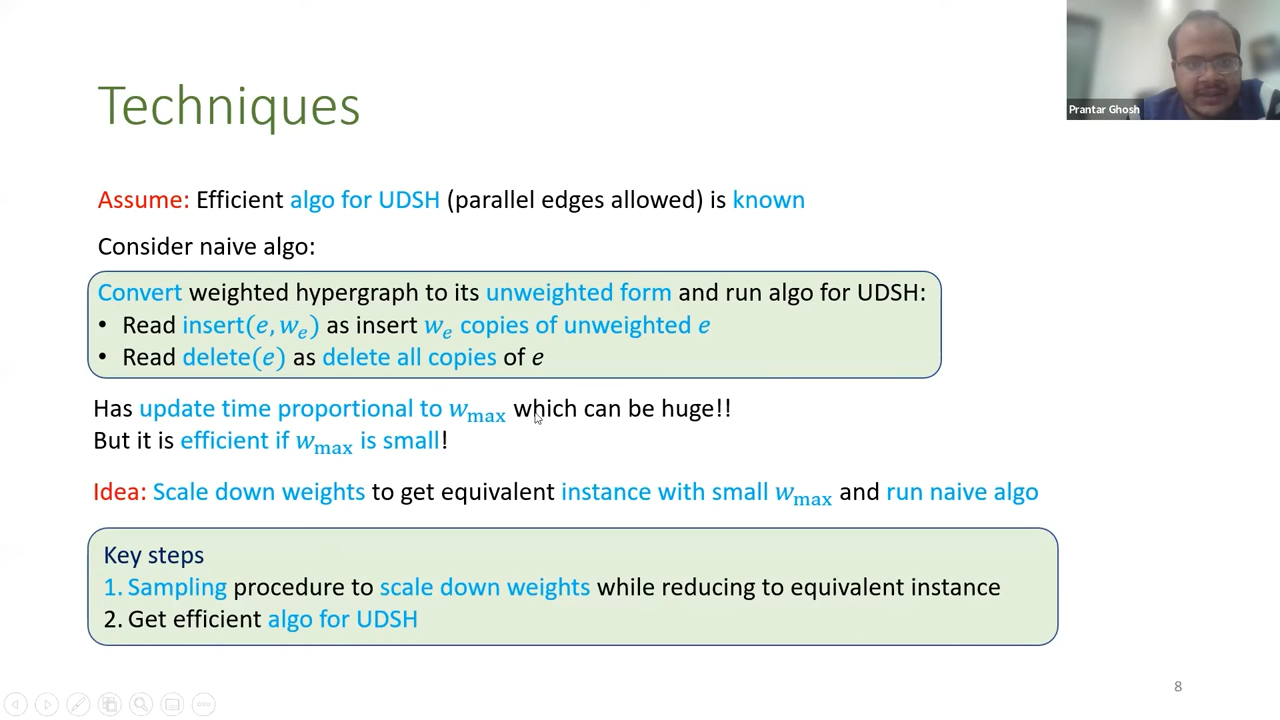 Techniques
Prantar Ghosh
Assume: Efficient algo for UDSH (parallel edges allowed) is known
Consider naive algo:
Convert weighted hypergraph to its unweighted form and run algo for UDSH:
• Read insert(e, w_e) as insert w_e copies of unweighted e
• Read delete(e) as delete all copies of e
Has update time proportional to w_max which can be huge!!
But it is efficient if w_max is small!
Idea: Scale down weights to get equivalent instance with small w_max and run naive algo
Key steps
1. Sampling procedure to scale down weights while reducing to equivalent instance
2. Get efficient algo for UDSH
8